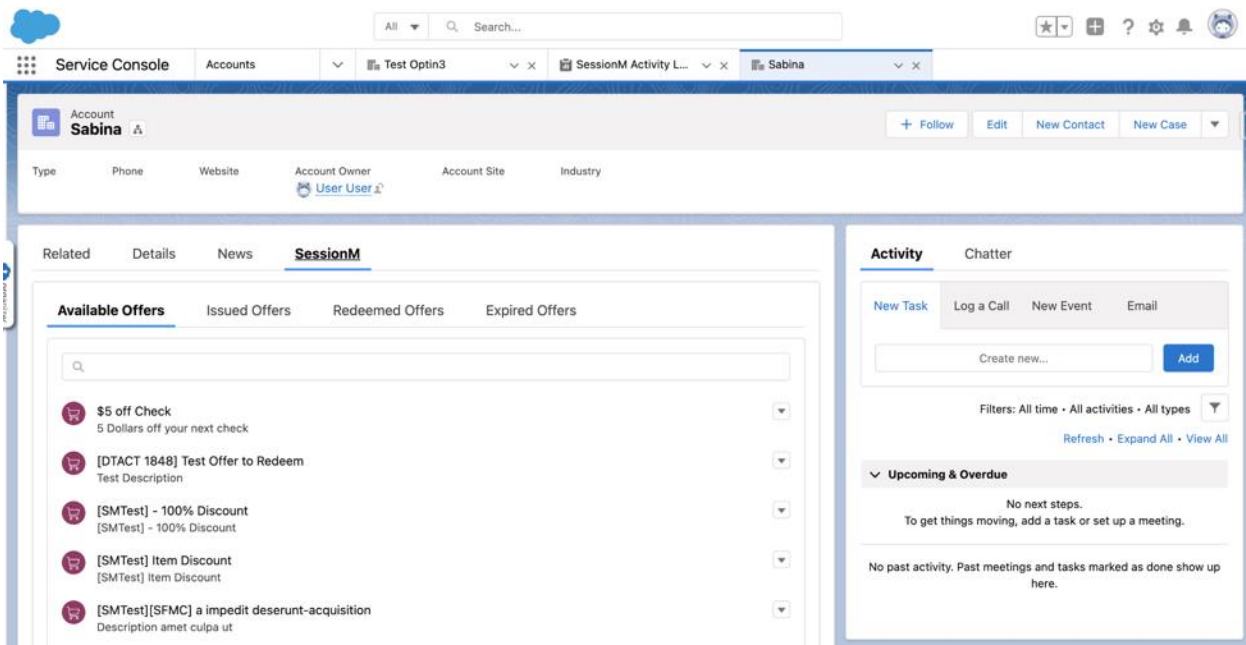 All
Search...
Service Console
Accounts
Test Optin3
SessionM Activity L...
Sabina
Account
Sabina
+ Follow
Edit
New Contact
New Case
Type
Phone
Website
Account Owner
Account Site
Industry
User User
Related
Details
News
SessionM
Available Offers
Issued Offers
Redeemed Offers
Expired Offers
$5 off Check
5 Dollars off your next check
[DTACT 1848] Test Offer to Redeem
Test Description
[SMTest] - 100% Discount
[SMTest] - 100% Discount
[SMTest] Item Discount
[SMTest] Item Discount
[SMTest][SFMC] a impedit deserunt-acquisition
Description amet culpa ut
Activity
Chatter
New Task
Log a Call
New Event
Email
Create new...
Add
Filters: All time • All activities • All types
Refresh • Expand All • View All
Upcoming & Overdue
No next steps.
To get things moving, add a task or set up a meeting.
No past activity. Past meetings and tasks marked as done show up
here.